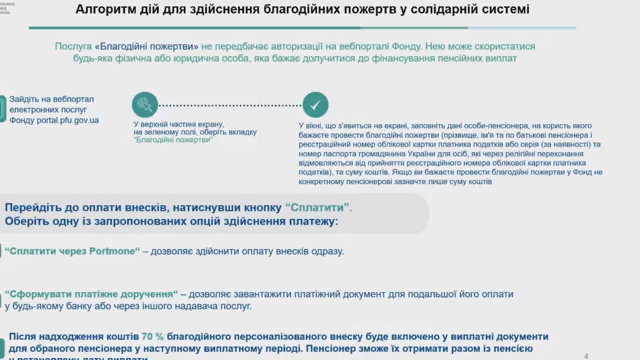 Алгоритм дій для здійснення благодійних пожертв у солідарній системі
Послуга «Благодійні пожертви» не передбачає авторизації на вебпорталі Фонду. Нею може скористатися
будь-яка фізична або юридична особа, яка бажає долучитися до фінансування пенсійних виплат
Зайдіть на вебпортал
електронних послуг
Фонду portal.pfu.gov.ua
У верхній частині екрану,
на зеленому полі, оберіть вкладку
"Благодійні пожертви"
У вікні, що з’явиться на екрані, заповніть дані особи-пенсіонера, на користь якого
бажаєте провести благодійні пожертви (прізвище, ім'я та по батькові пенсіонера і
реєстраційний номер облікової картки платника податків або серія (за наявності) та
номер паспорта громадянина України для осіб, які через релігійні переконання
відмовляються від прийняття реєстраційного номера облікової картки платника
податків), та суму коштів. Якщо ви бажаєте провести благодійні пожертви у Фонд не
конкретному пенсіонерові зазначте лише суму коштів
Перейдіть до оплати внесків, натиснувши кнопку “Сплатити”.
Оберіть одну із запропонованих опцій здійснення платежу:
“Сплатити через Portmone“ – дозволяє здійснити оплату внесків одразу.
“Сформувати платіжне доручення“ – дозволяє завантажити платіжний документ для подальшої його оплати
у будь-якому банку або через іншого надавача послуг.
Після надходження коштів 70 % благодійного персоналізованого внеску буде включено у виплатні документи
для обраного пенсіонера у наступному виплатному періоді. Пенсіонер зможе їх отримати разом із пенсією
у встановлену дату виплати.
4